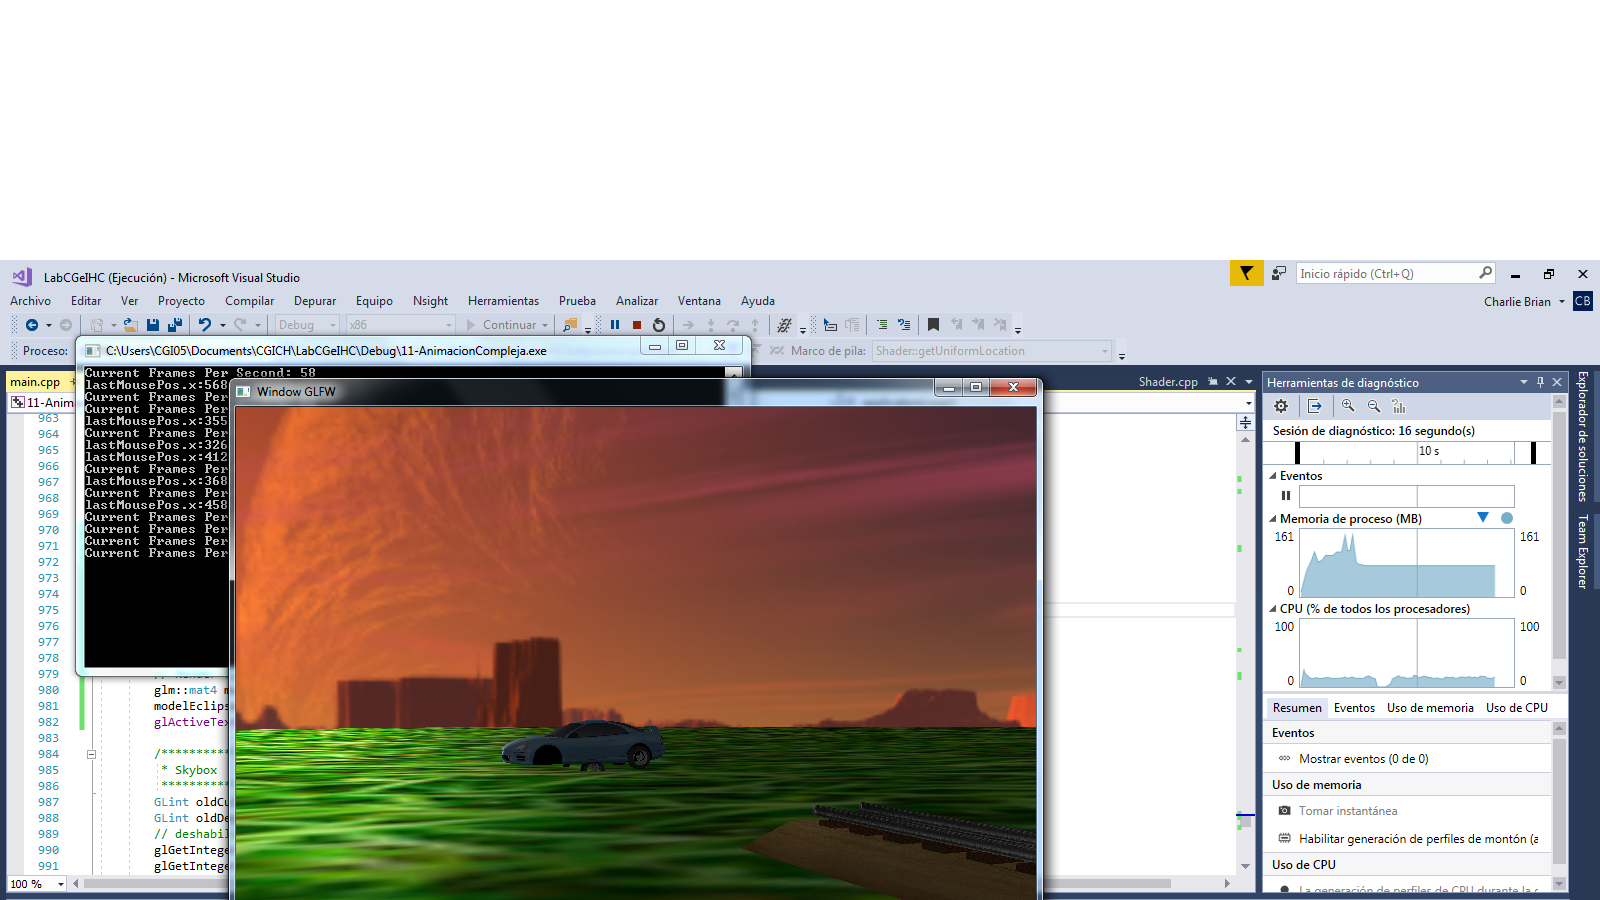 LabCGeIHC (Ejecución) - Microsoft Visual Studio
Inicio rápido (Ctrl+Q)
Archivo Editar Ver Proyecto Compilar Depurar Equipo Nsight Herramientas Prueba Analizar Ventana Ayuda
Charlie Brian CB
Debug x86 Continuar
Proceso:
C:\Users\CGI05\Documents\CGICH\LabCGeIHC\Debug\11-AnimacionCompleja.exe
Marco de pila: Shader::getUniformLocation
Current Frames Per Second: 58
lastMousePos.x:568
Current Frames Per
Current Frames Per
lastMousePos.x:355
Current Frames Per
lastMousePos.x:326
lastMousePos.x:412
Current Frames Per
lastMousePos.x:368
Current Frames Per
lastMousePos.x:458
Current Frames Per
Current Frames Per
Current Frames Per
Current Frames Per
Window GLFW
main.cpp
Shader.cpp
11-Anim
963
964
965
966
967
968
969
970
971
972
973
974
975
976
977
978
979
980 glm::mat4 m
981 modelEclips
982 glActiveTex
983
984 /***********
985 * Skybox
986 ***********
987 GLint oldCu
988 GLint oldDe
989 // deshabil
990 glGetIntege
991 glGetIntege
100 %
Herramientas de diagnóstico
Sesión de diagnóstico: 16 segundo(s)
10 s
Eventos
Memoria de proceso (MB)
161 161
0 0
CPU (% de todos los procesadores)
100 100
0 0
Resumen Eventos Uso de memoria Uso de CPU
Eventos
Mostrar eventos (0 de 0)
Uso de memoria
Tomar instantánea
Habilitar generación de perfiles de montón (a
Uso de CPU
La generación de perfiles de CPU durante la
Explorador de soluciones
Team Explorer